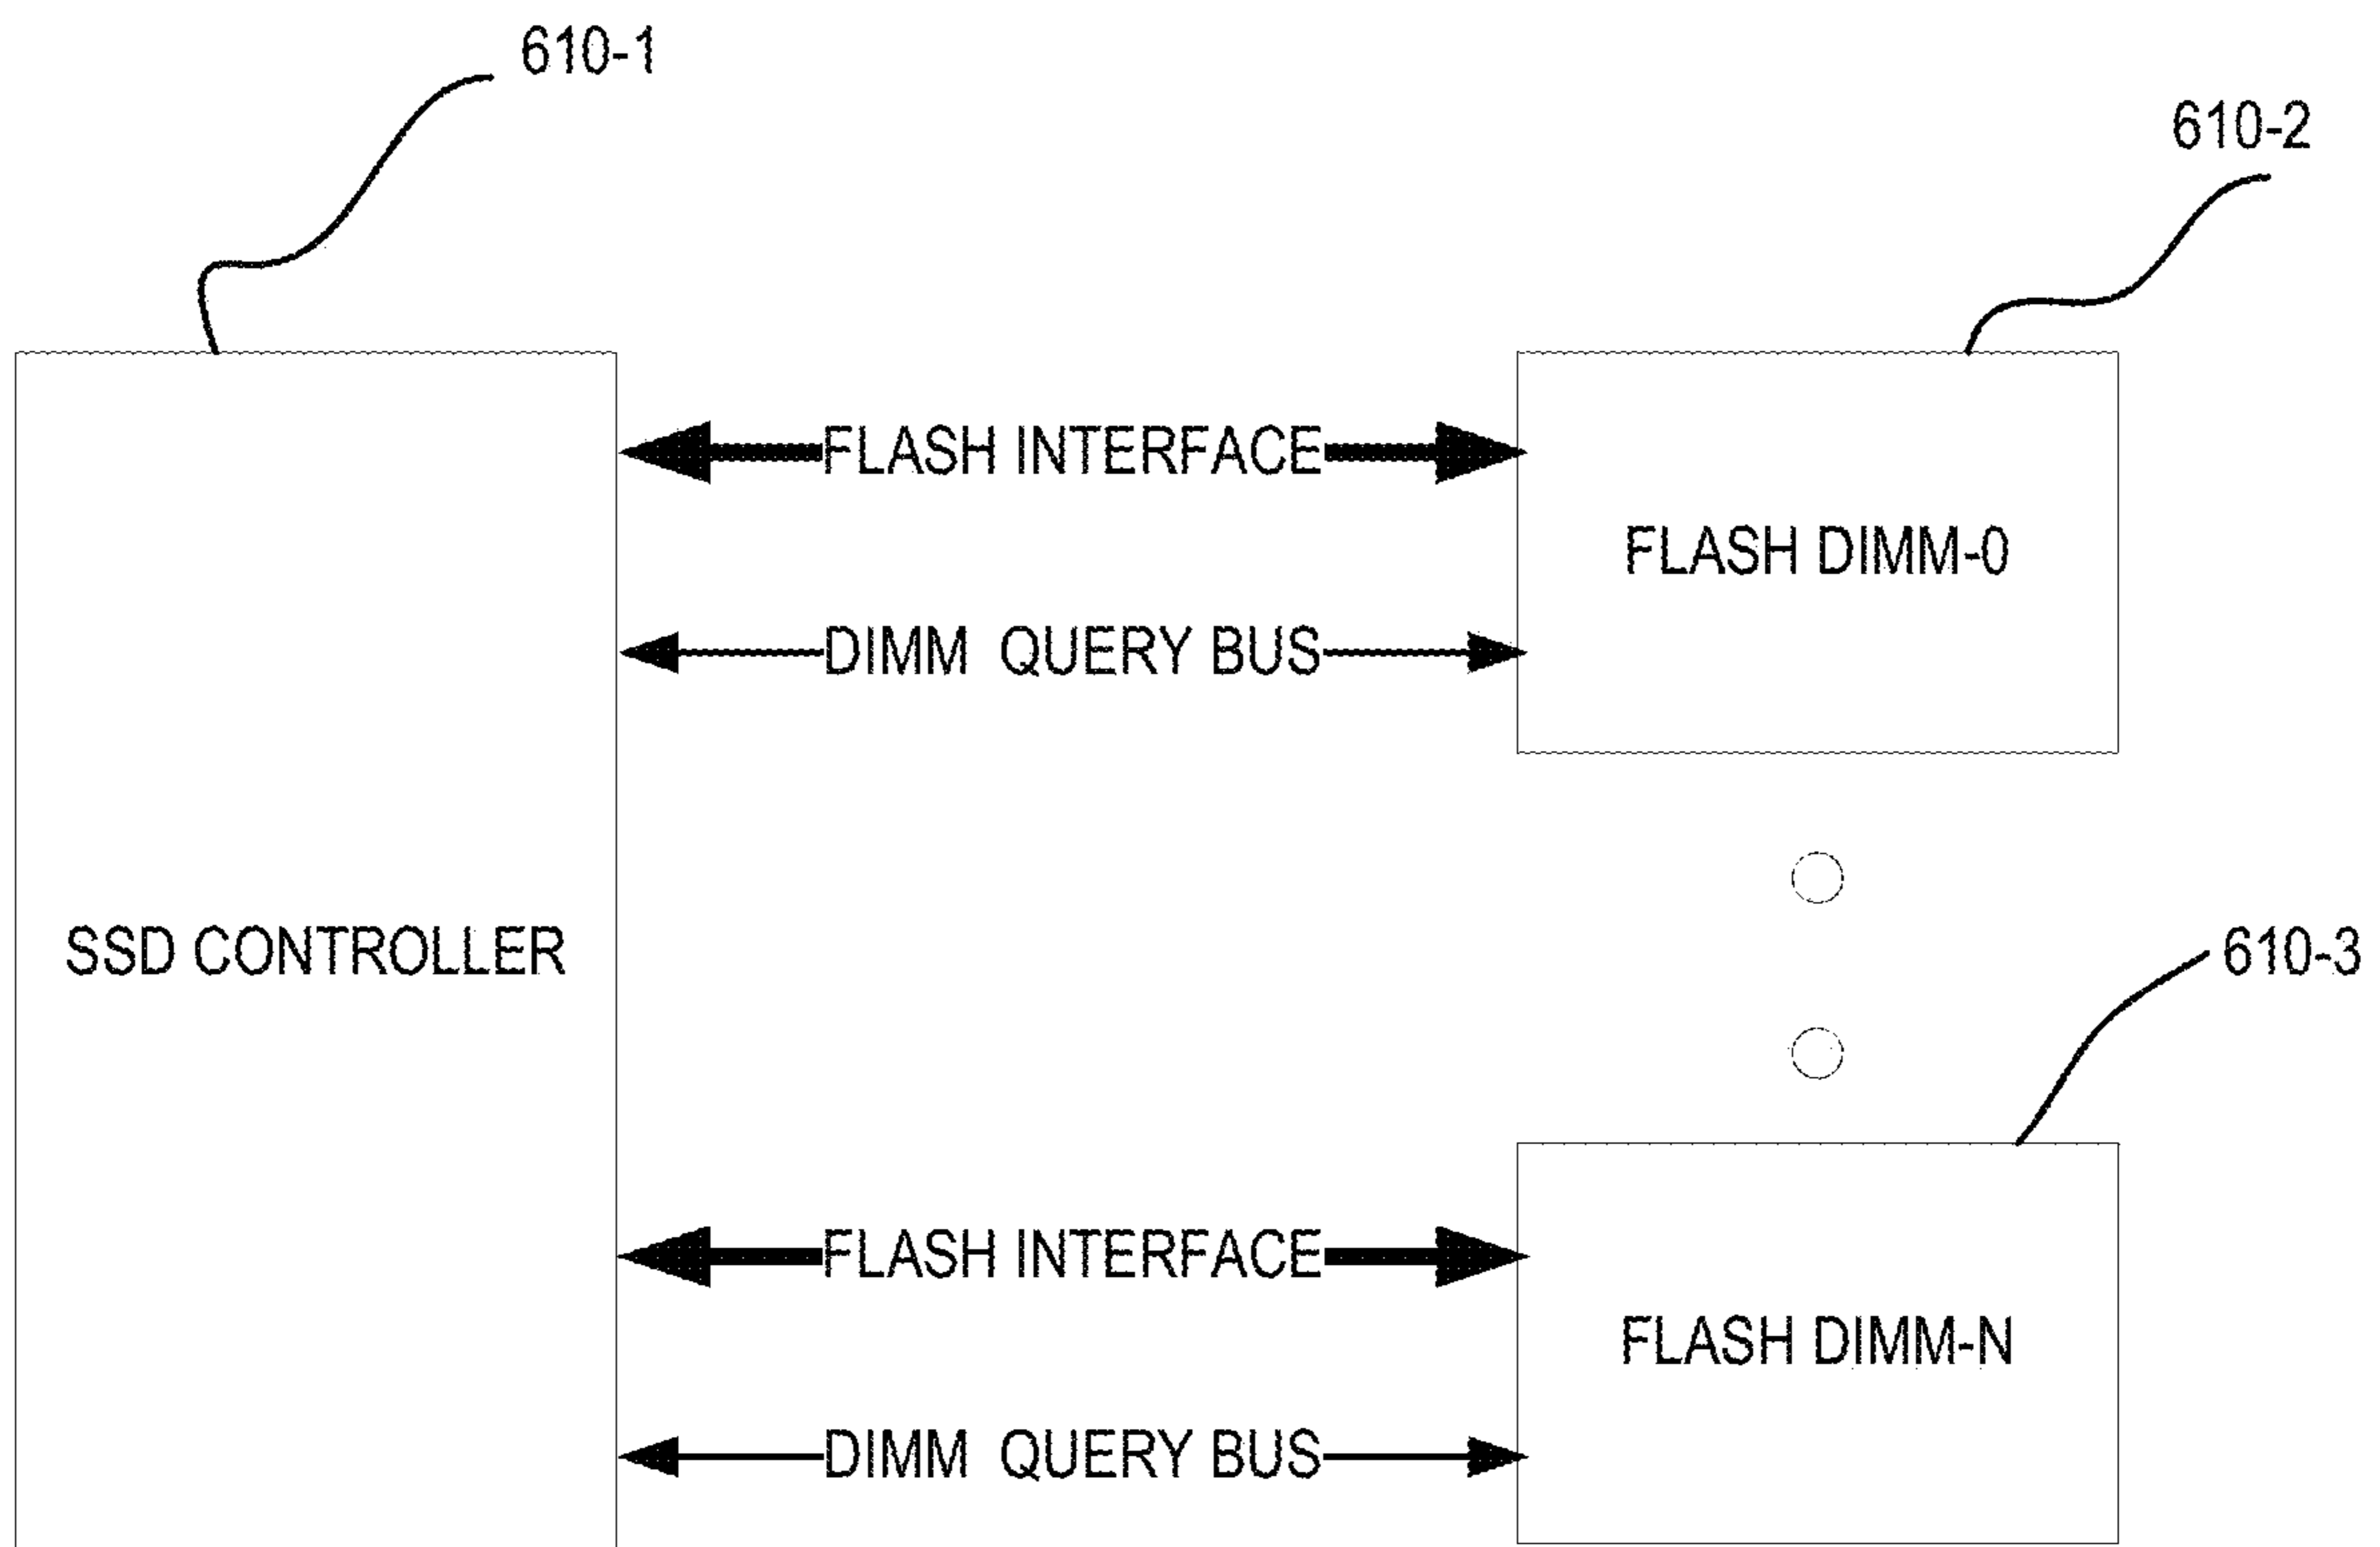 610-1
610-2
FLASH INTERFACE
FLASH DIMM-0
DIMM QUERY BUS
SSD CONTROLLER
610-3
FLASH INTERFACE
FLASH DIMM-N
DIMM QUERY BUS